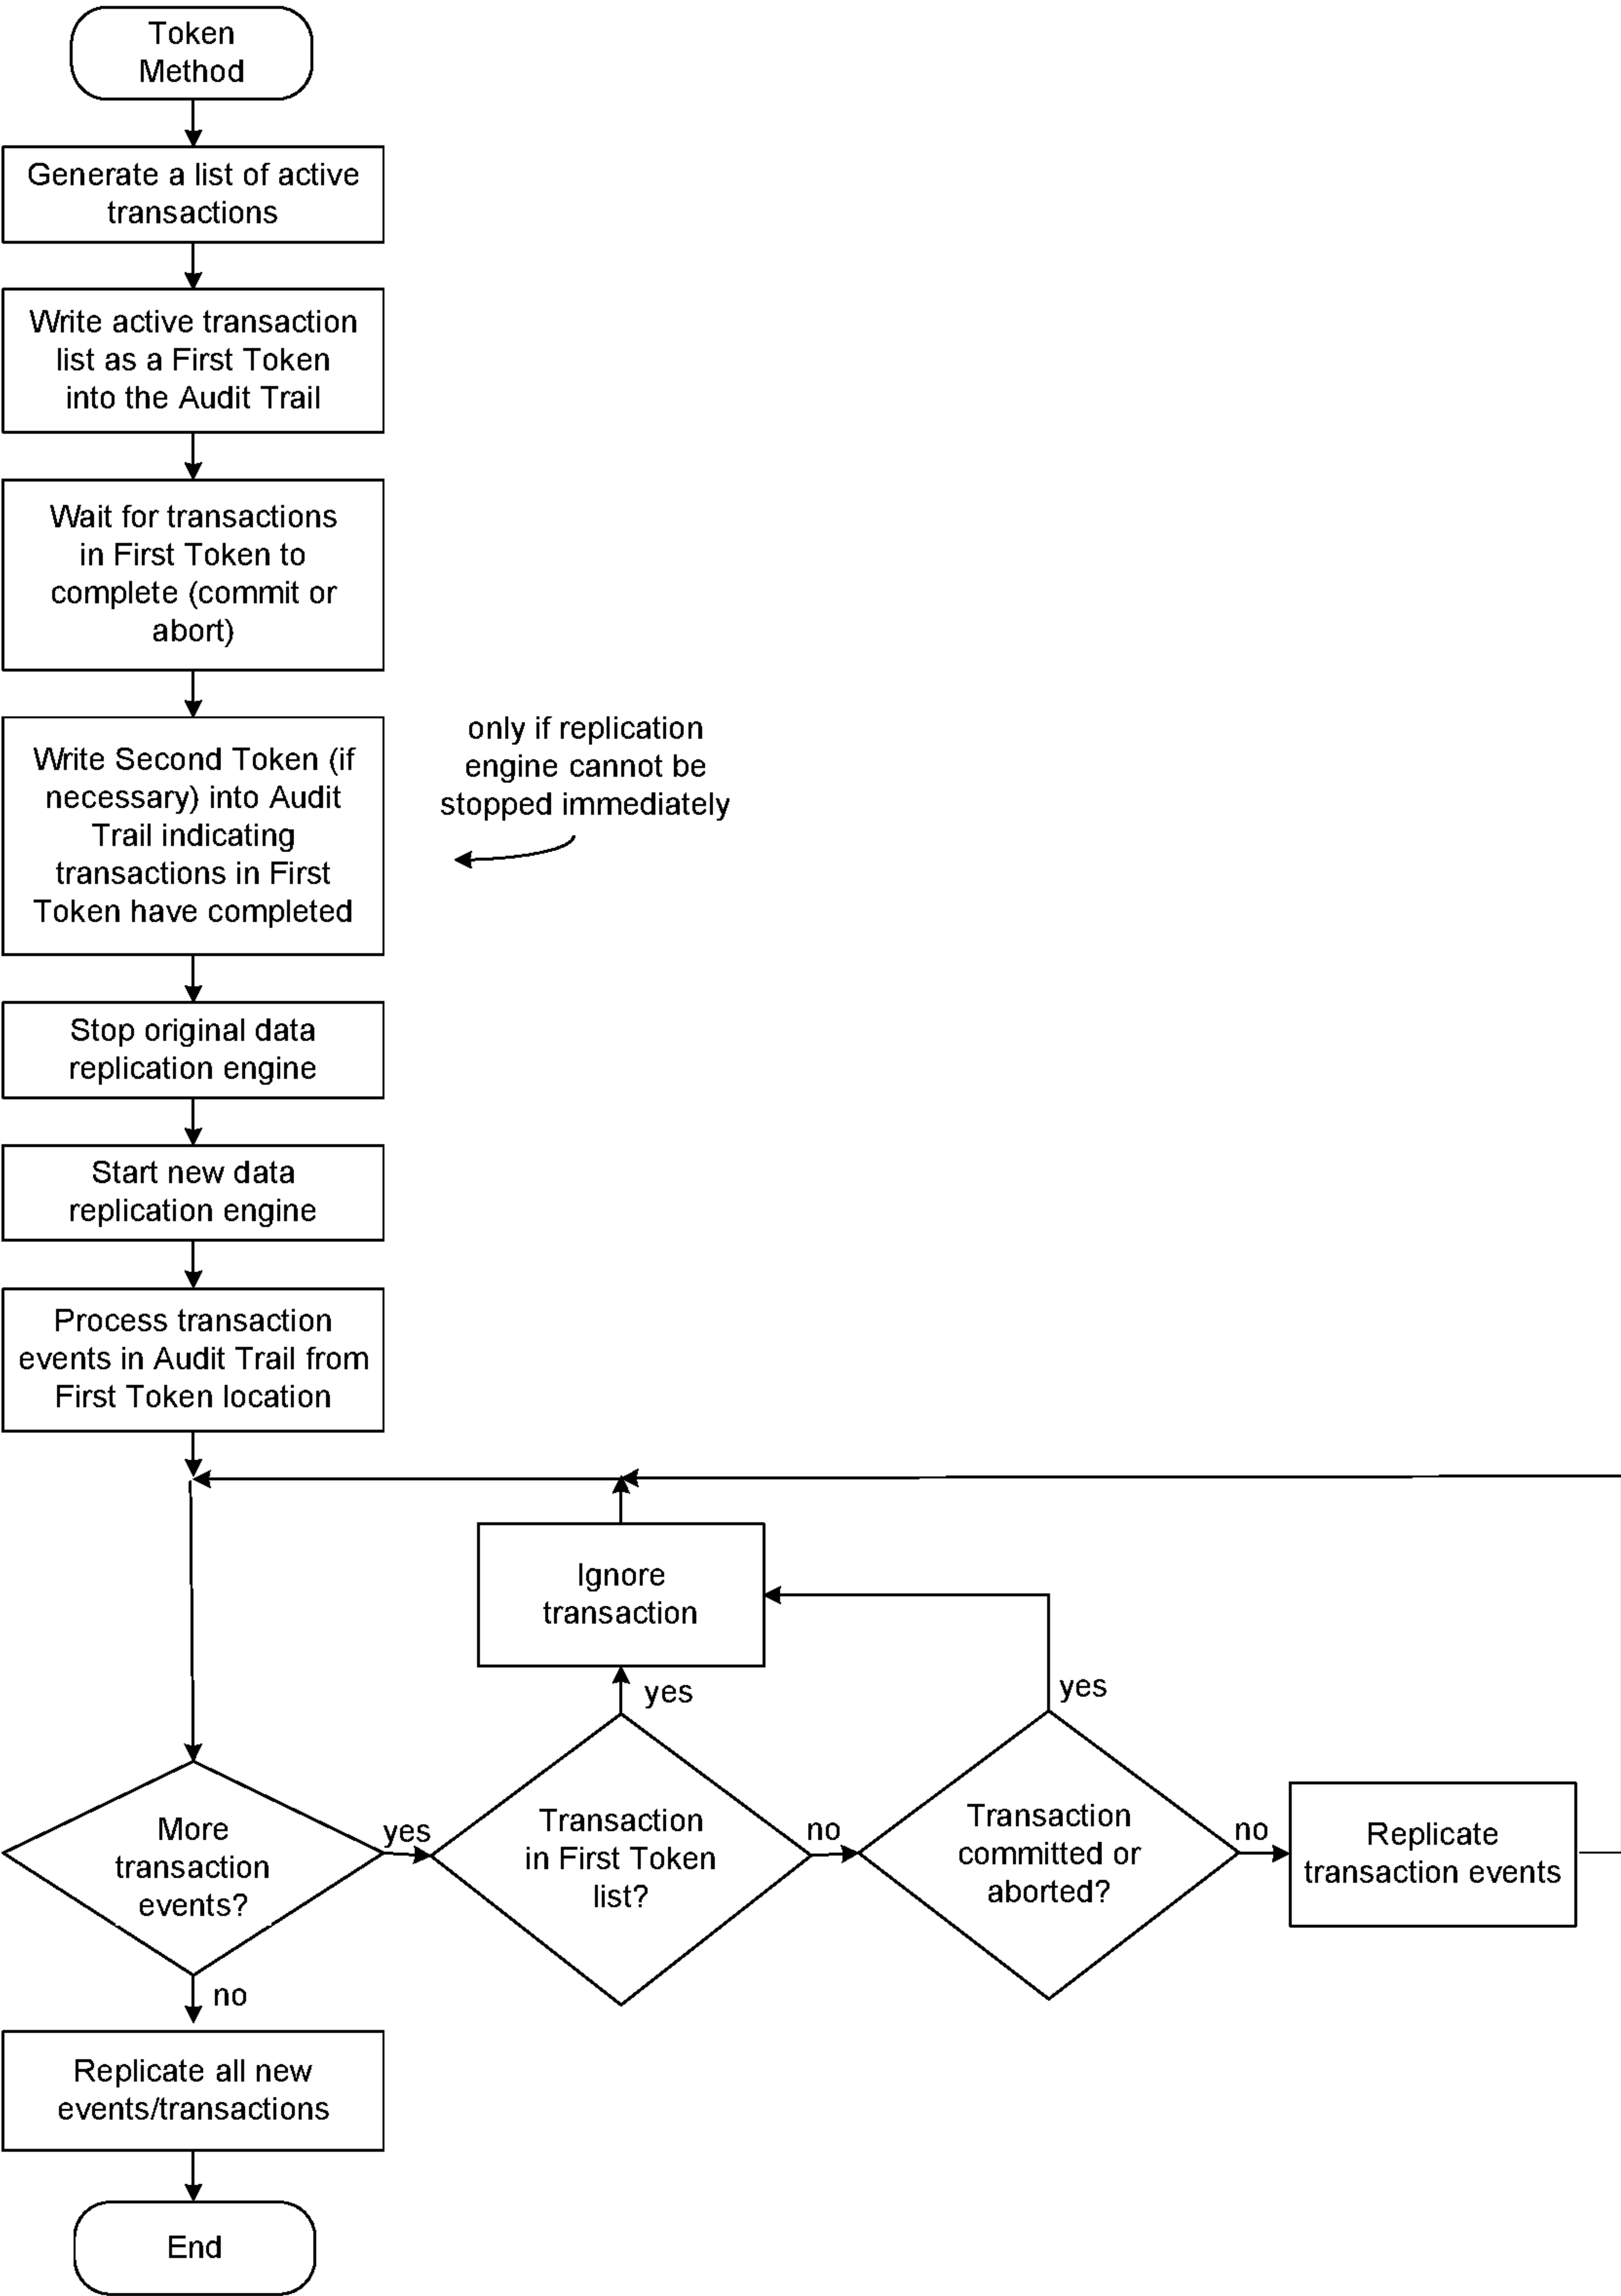 Token
Method
Generate a list of active
transactions
Write active transaction
list as a First Token
into the Audit Trail
Wait for transactions
in First Token to
complete (commit or
abort)
Write Second Token (if
necessary) into Audit
Trail indicating
transactions in First
Token have completed
only if replication
engine cannot be
stopped immediately
Stop original data
replication engine
Start new data
replication engine
Process transaction
events in Audit Trail from
First Token location
Ignore
transaction
yes
yes
More
transaction
events?
yes
Transaction
in First Token
list?
no
Transaction
committed or
aborted?
no
Replicate
transaction events
no
Replicate all new
events/transactions
End